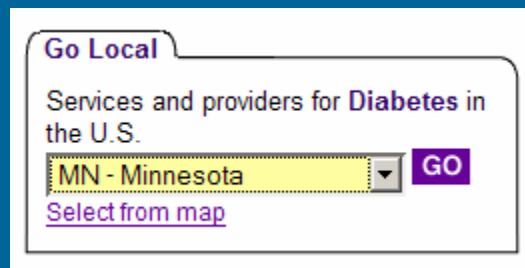 Go Local
Services and providers for Diabetes in
the U.S.
MN - Minnesota GO
Select from map